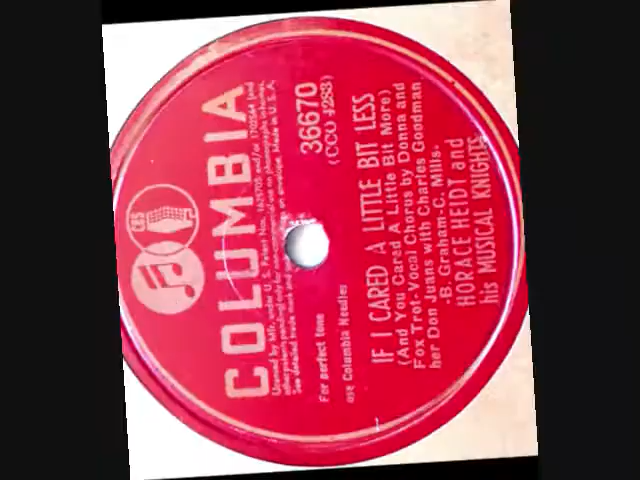 CBS
COLUMBIA
36670
(CCO 4283)
For perfect tone
use Columbia Needles
IF I CARED A LITTLE BIT LESS
(And You Cared A Little Bit More)
Fox Trot-Vocal Chorus by Donna and
her Don Juans with Charles Goodman
-B. Graham-C. Mills-
HORACE HEIDT and
his MUSICAL KNIGHTS